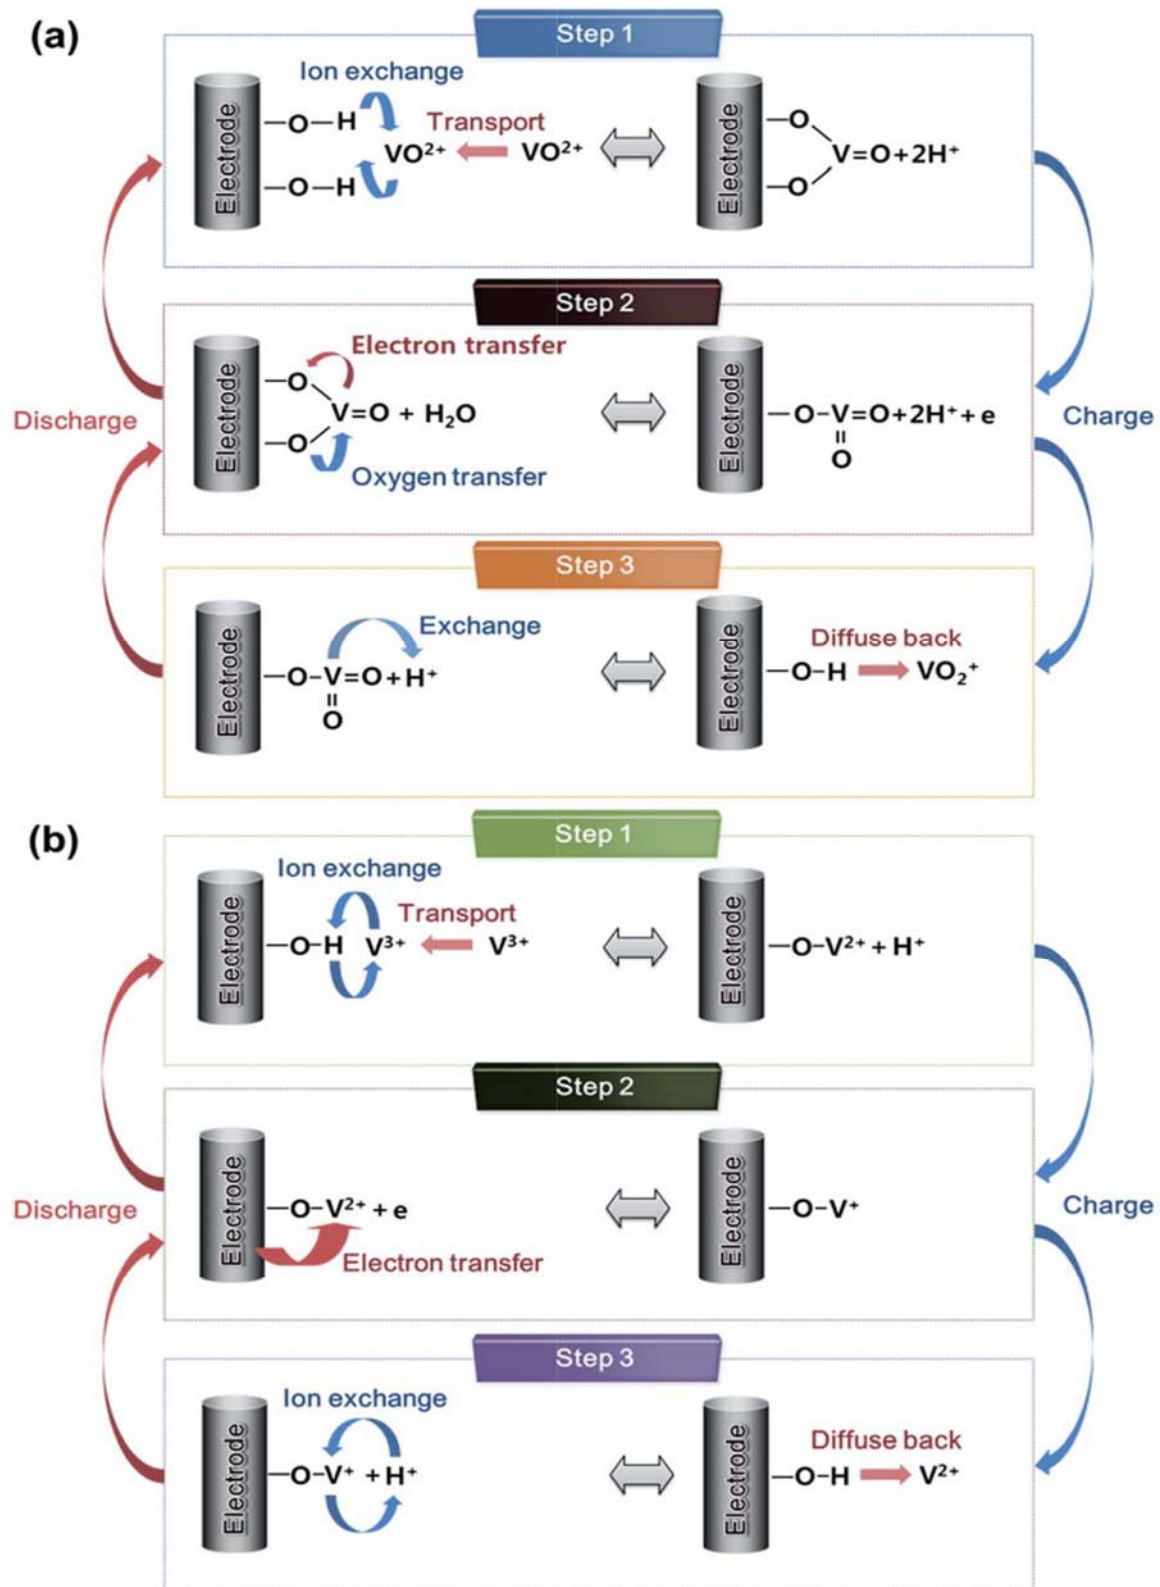 (a)
Step 1
Ion exchange
Electrode
—O—H
VO²⁺
Transport
VO²⁺
—O—H
Electrode
—O
V=O+2H⁺
—O
Step 2
Electrode
Electron transfer
—O
V=O + H₂O
—O
Oxygen transfer
Electrode
—O–V=O+2H⁺+e
=
O
Discharge
Charge
Step 3
Electrode
Exchange
—O–V=O+H⁺
=
O
Electrode
Diffuse back
—O–H
VO₂⁺
(b)
Step 1
Ion exchange
Electrode
—O–H V³⁺
Transport
V³⁺
Electrode
—O–V²⁺ + H⁺
Step 2
Electrode
—O–V²⁺ + e
Electron transfer
Electrode
—O–V⁺
Discharge
Charge
Step 3
Ion exchange
Electrode
—O–V⁺ + H⁺
Electrode
Diffuse back
—O–H
V²⁺